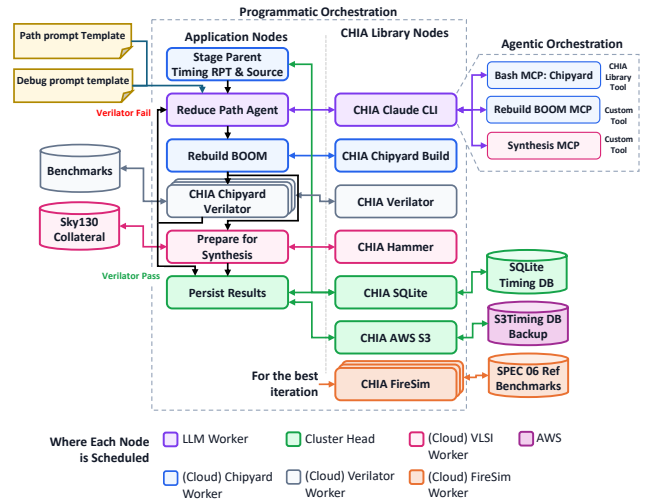 Programmatic Orchestration
Path prompt Template
Debug prompt template
Application Nodes
CHIA Library Nodes
Agentic Orchestration
Stage Parent
Timing RPT & Source
Verilator Fail
Reduce Path Agent
CHIA Claude CLI
Bash MCP: Chipyard
CHIA
Library
Tool
Rebuild BOOM MCP
Custom
Tool
Synthesis MCP
Custom
Tool
Rebuild BOOM
CHIA Chipyard Build
Benchmarks
CHIA Chipyard
Verilator
CHIA Verilator
Sky130
Collateral
Prepare for
Synthesis
CHIA Hammer
Verilator Pass
Persist Results
CHIA SQLite
SQLite
Timing DB
CHIA AWS S3
S3Timing DB
Backup
For the best
iteration
CHIA FireSim
SPEC 06 Ref
Benchmarks
Where Each Node
is Scheduled
LLM Worker
Cluster Head
(Cloud) VLSI
Worker
AWS
(Cloud) Chipyard
Worker
(Cloud) Verilator
Worker
(Cloud) FireSim
Worker